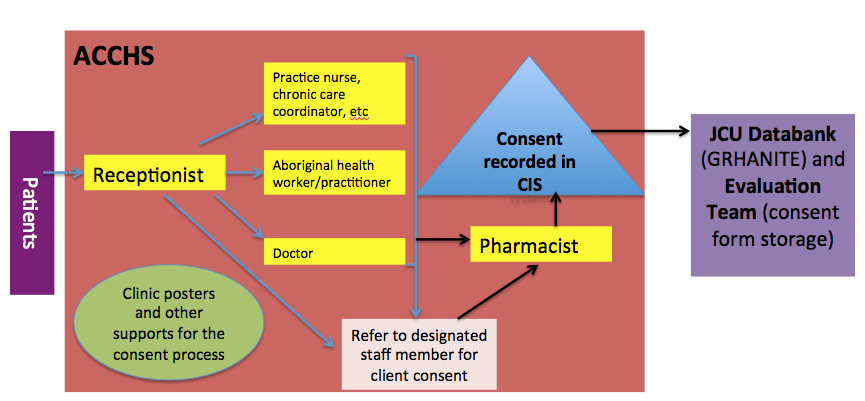 ACCHS
Patients
Receptionist
Practice nurse,
chronic care
coordinator, etc
Aboriginal health
worker/practitioner
Doctor
Clinic posters
and other
supports for the
consent process
Refer to designated
staff member for
client consent
Pharmacist
Consent
recorded in
CIS
JCU Databank
(GRHANITE) and
Evaluation
Team (consent
form storage)